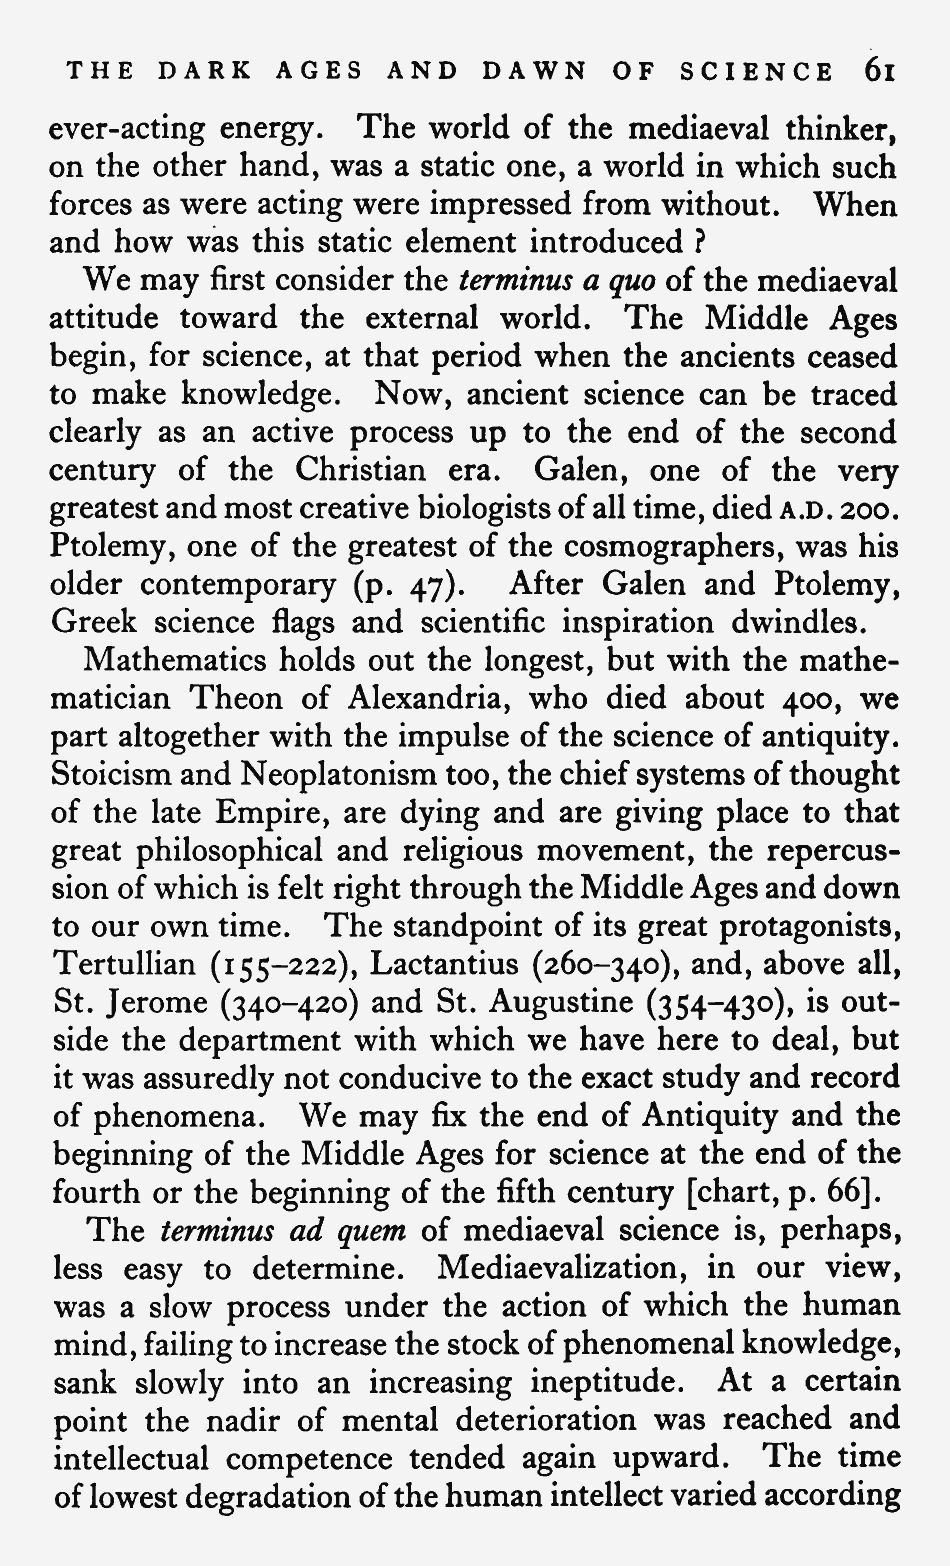 THE DARK AGES AND DAWN OF SCIENCE 61
ever-acting energy. The world of the mediaeval thinker,
on the other hand, was a static one, a world in which such
forces as were acting were impressed from without. When
and how was this static element introduced ?
We may first consider the terminus a quo of the mediaeval
attitude toward the external world. The Middle Ages
begin, for science, at that period when the ancients ceased
to make knowledge. Now, ancient science can be traced
clearly as an active process up to the end of the second
century of the Christian era. Galen, one of the very
greatest and most creative biologists of all time, died A.D. 200.
Ptolemy, one of the greatest of the cosmographers, was his
older contemporary (p. 47). After Galen and Ptolemy,
Greek science flags and scientific inspiration dwindles.
Mathematics holds out the longest, but with the mathe-
matician Theon of Alexandria, who died about 400, we
part altogether with the impulse of the science of antiquity.
Stoicism and Neoplatonism too, the chief systems of thought
of the late Empire, are dying and are giving place to that
great philosophical and religious movement, the repercus-
sion of which is felt right through the Middle Ages and down
to our own time. The standpoint of its great protagonists,
Tertullian (155–222), Lactantius (260–340), and, above all,
St. Jerome (340–420) and St. Augustine (354–430), is out-
side the department with which we have here to deal, but
it was assuredly not conducive to the exact study and record
of phenomena. We may fix the end of Antiquity and the
beginning of the Middle Ages for science at the end of the
fourth or the beginning of the fifth century [chart, p. 66].
The terminus ad quem of mediaeval science is, perhaps,
less easy to determine. Mediaevalization, in our view,
was a slow process under the action of which the human
mind, failing to increase the stock of phenomenal knowledge,
sank slowly into an increasing ineptitude. At a certain
point the nadir of mental deterioration was reached and
intellectual competence tended again upward. The time
of lowest degradation of the human intellect varied according